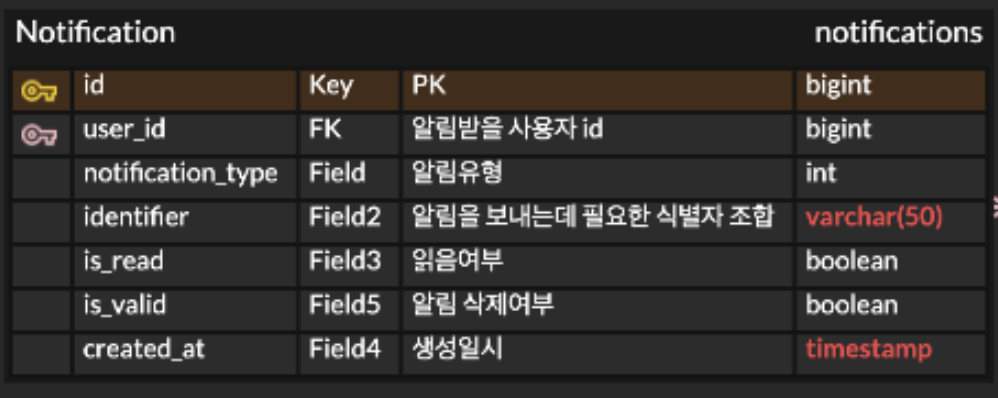 Notification notifications
id Key PK bigint
user_id FK 알림받을 사용자 id bigint
notification_type Field 알림유형 int
identifier Field2 알림을 보내는데 필요한 식별자 조합 varchar(50)
is_read Field3 읽음여부 boolean
is_valid Field5 알림 삭제여부 boolean
created_at Field4 생성일시 timestamp